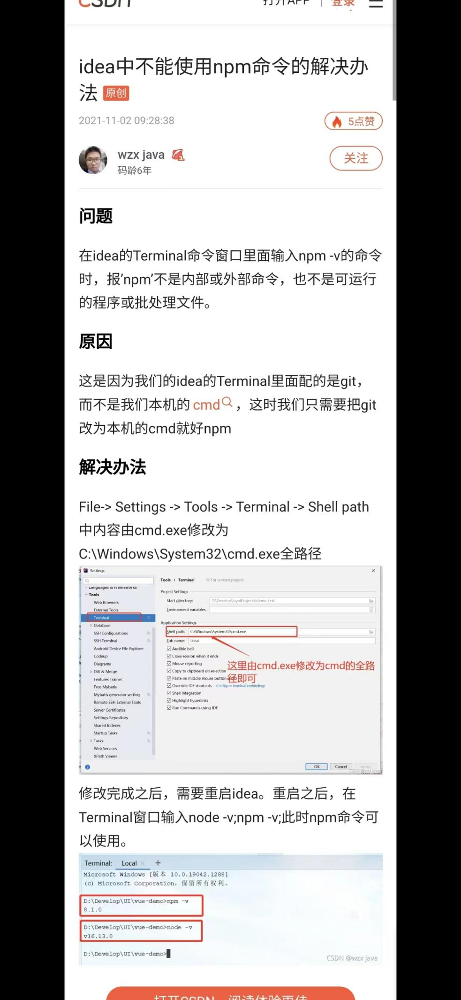 CSDN
打开APP
登录
idea中不能使用npm命令的解决办
法 原创
2021-11-02 09:28:38
5点赞
wzx java
码龄6年
关注
问题
在idea的Terminal命令窗口里面输入npm -v的命令
时，报’npm’不是内部或外部命令，也不是可运行
的程序或批处理文件。
原因
这是因为我们的idea的Terminal里面配的是git，
而不是我们本机的 cmd ，这时我们只需要把git
改为本机的cmd就好npm
解决办法
File-> Settings -> Tools -> Terminal -> Shell path
中内容由cmd.exe修改为
C:\Windows\System32\cmd.exe全路径
Settings
Languages & Frameworks
Tools
Web Browsers
External Tools
Terminal
Database
SSH Configurations
SSH Terminal
Android Device File Explorer
Codeup
Diagrams
Diff & Merge
Features Trainer
Free Mybatis
Mybatis generator setting
Remote SSH External Tools
Server Certificates
Settings Repository
Shared Indexes
Startup Tasks
Tasks
Web Services
XPath Viewer
Tools › Terminal For current project
Project Settings
Start directory: D:\Develop\layuiProjects\demo-test
Environment variables:
Application Settings
Shell path: C:\Windows\System32\cmd.exe
Tab name: Local
Audible bell
Close session when it ends
Mouse reporting
Copy to clipboard on selection
Paste on middle mouse button
Override IDE shortcuts Configure terminal keybindings
Shell integration
Highlight hyperlinks
Run Commands using IDE
这里由cmd.exe修改为cmd的全路
径即可
OK
Cancel
Apply
CSDN @wzx java
修改完成之后，需要重启idea。重启之后，在
Terminal窗口输入node -v;npm -v;此时npm命令可
以使用。
Terminal: Local × +
Microsoft Windows [版本 10.0.19042.1288]
(c) Microsoft Corporation。保留所有权利。
D:\Develop\UI\vue-demo>npm -v
8.1.0
D:\Develop\UI\vue-demo>node -v
v16.13.0
D:\Develop\UI\vue-demo>
CSDN @wzx java
打开CSDN，阅读体验更佳